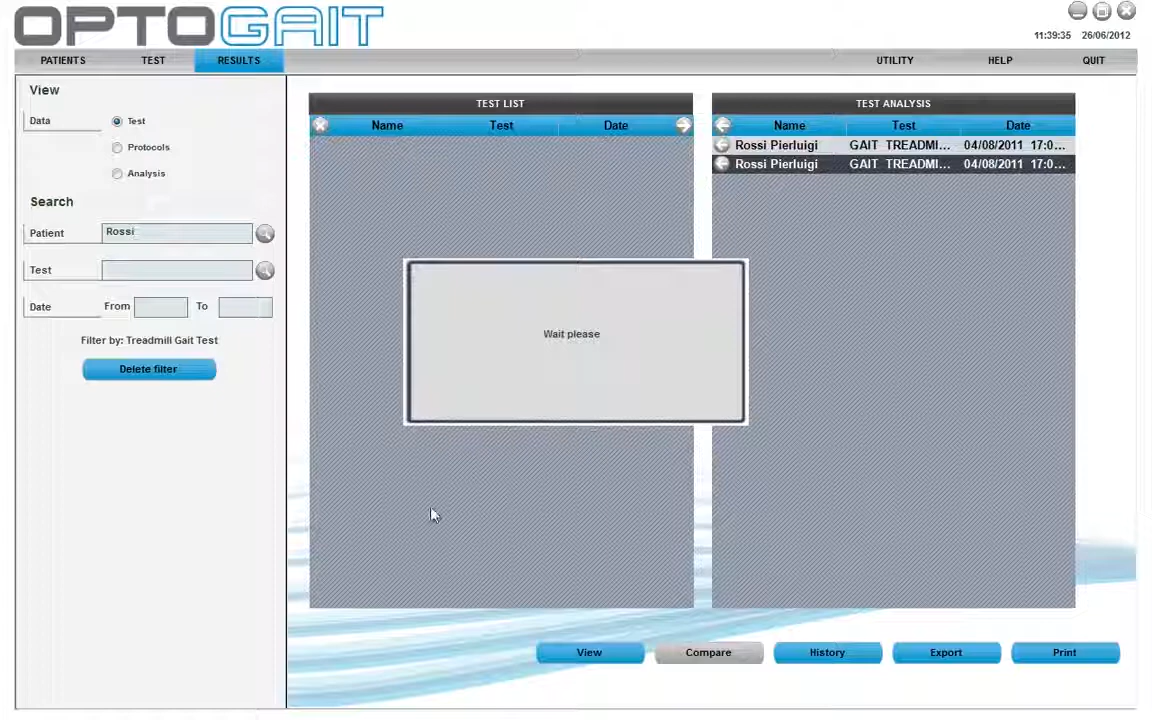 OPTOGAIT
11:39:35 26/06/2012
PATIENTS TEST RESULTS UTILITY HELP QUIT
View
Data Test
Protocols
Analysis
Search
Patient Rossi
Test
Date From To
Filter by: Treadmill Gait Test
Delete filter
TEST LIST
Name Test Date
Wait please
TEST ANALYSIS
Name Test Date
Rossi Pierluigi GAIT TREADMI... 04/08/2011 17:0...
Rossi Pierluigi GAIT TREADMI... 04/08/2011 17:0...
View Compare History Export Print